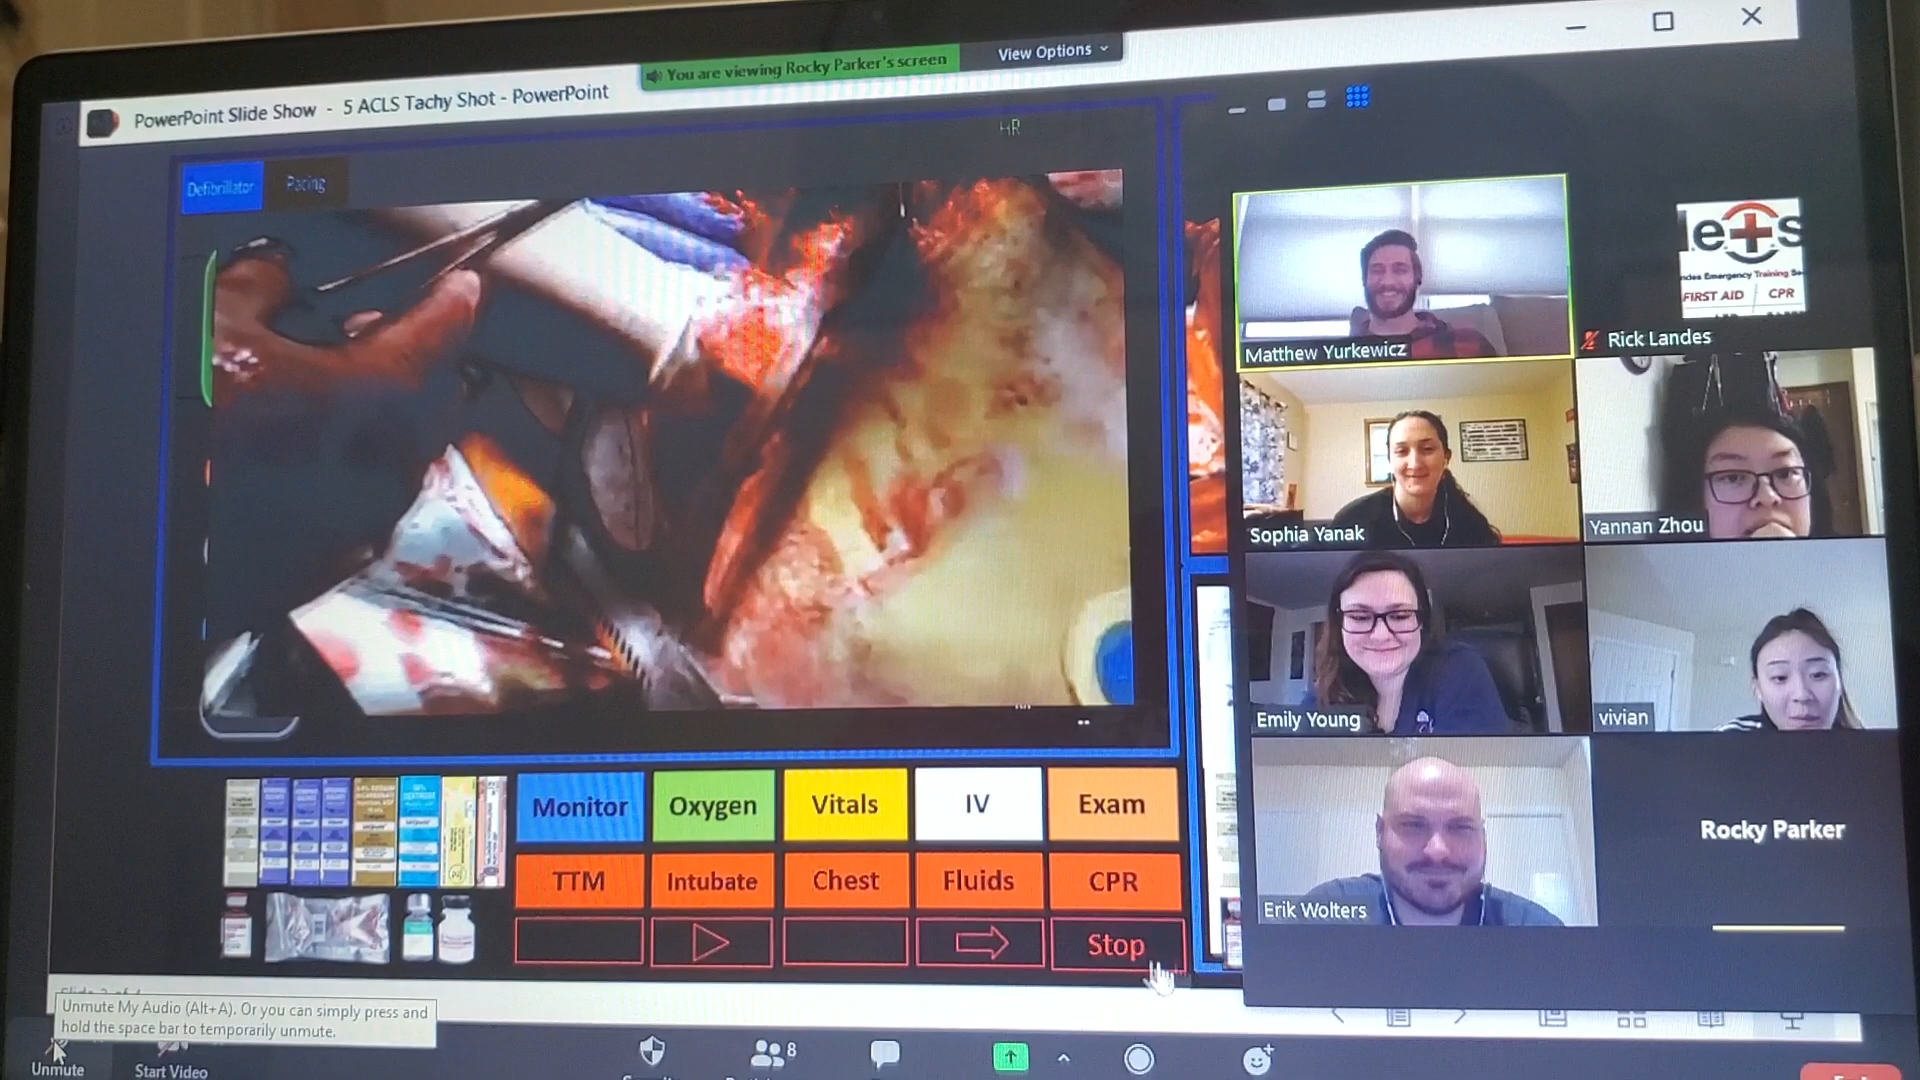 You are viewing Rocky Parker's screen
View Options
PowerPoint Slide Show - 5 ACLS Tachy Shot - PowerPoint
HR
Defibrillator
Pacing
Matthew Yurkewicz
le+s
Emergency Training
FIRST AID
CPR
Rick Landes
Sophia Yanak
Yannan Zhou
Emily Young
vivian
Erik Wolters
Rocky Parker
Monitor
Oxygen
Vitals
IV
Exam
TTM
Intubate
Chest
Fluids
CPR
Stop
Unmute My Audio (Alt+A). Or you can simply press and
hold the space bar to temporarily unmute.
Unmute
Start Video
8